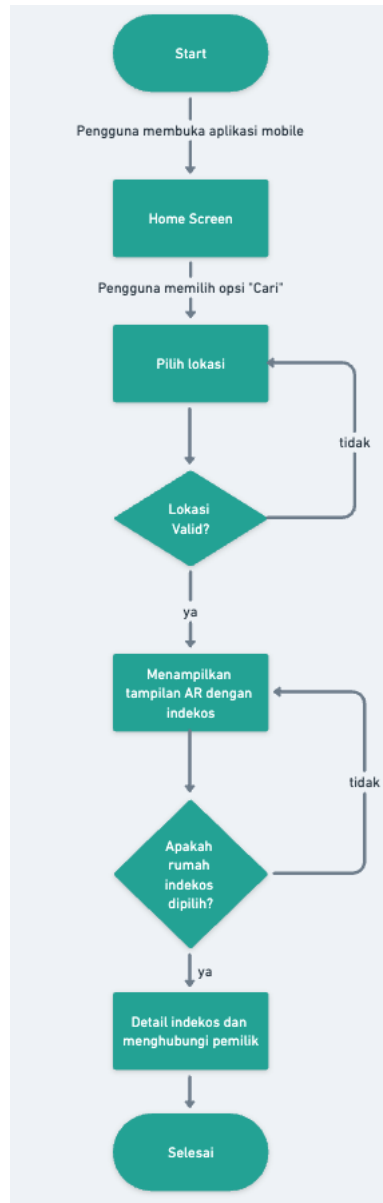 Start
Pengguna membuka aplikasi mobile
Home Screen
Pengguna memilih opsi "Cari"
Pilih lokasi
tidak
Lokasi
Valid?
ya
Menampilkan
tampilan AR dengan
indekos
tidak
Apakah
rumah
indekos
dipilih?
ya
Detail indekos dan
menghubungi pemilik
Selesai